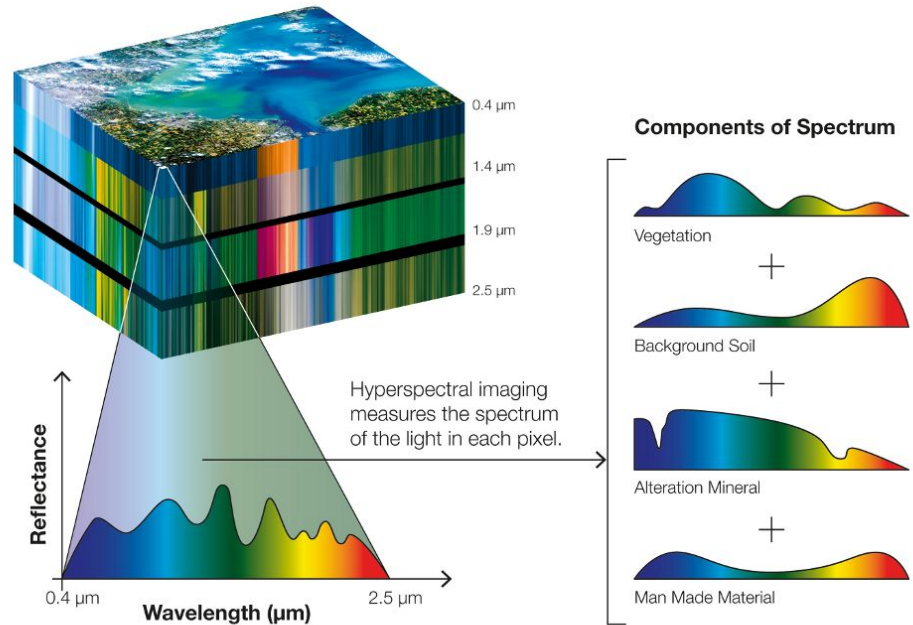 0.4 µm
1.4 µm
1.9 µm
2.5 µm
Hyperspectral imaging
measures the spectrum
of the light in each pixel.
Reflectance
0.4 µm
2.5 µm
Wavelength (µm)
Components of Spectrum
Vegetation
+
Background Soil
+
Alteration Mineral
+
Man Made Material